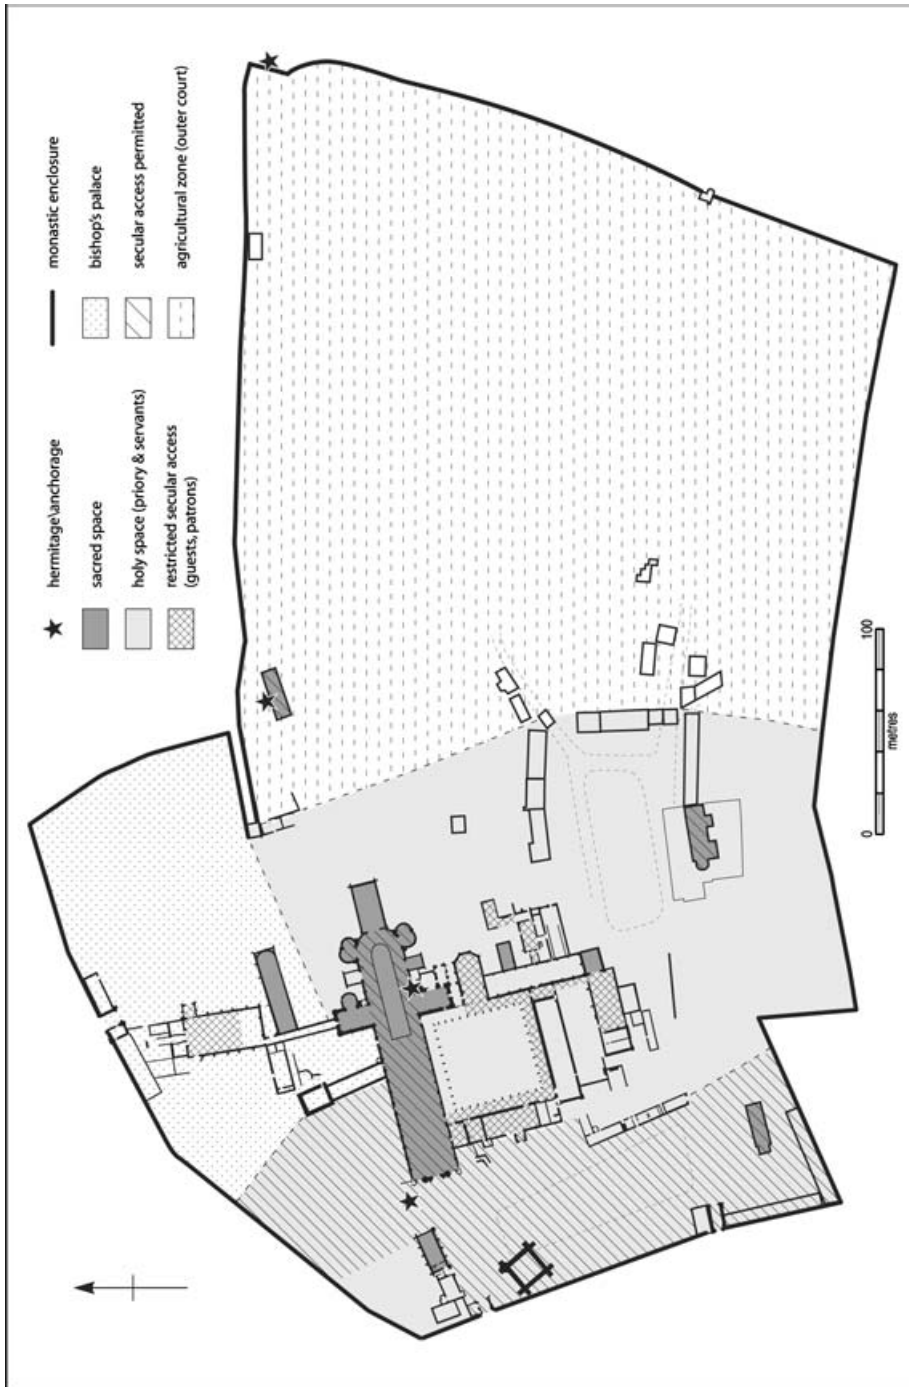 hermitage\anchorage
sacred space
holy space (priory & servants)
restricted secular access
(guests, patrons)
monastic enclosure
bishop's palace
secular access permitted
agricultural zone (outer court)
0
100
metres